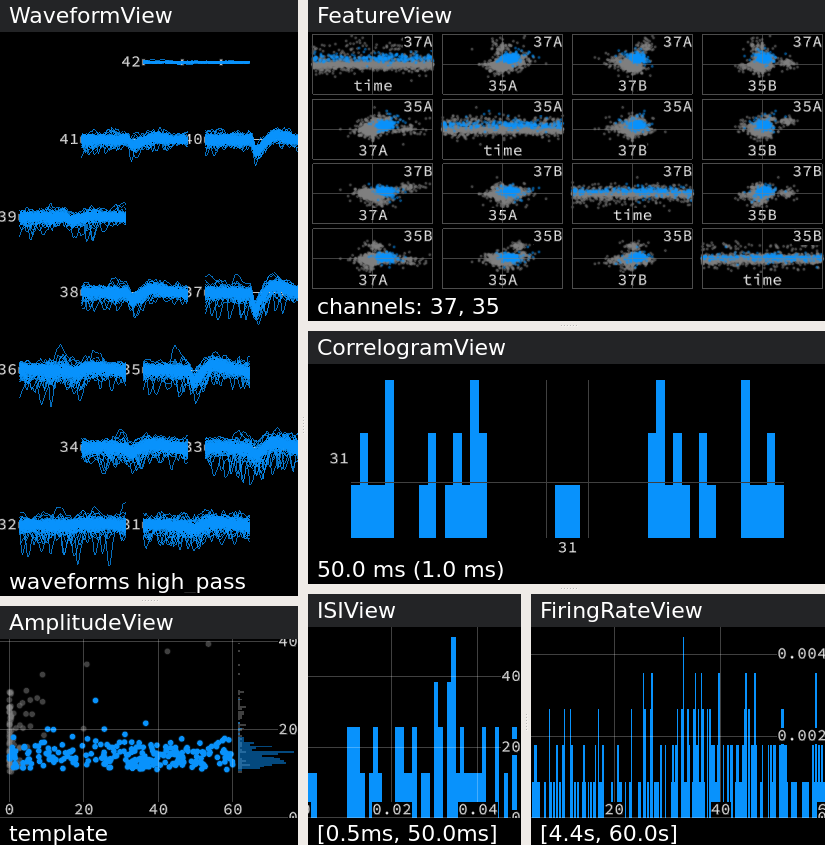 WaveformView
42
41 40
39
38 37
36 35
34 33
32 31
waveforms high_pass
FeatureView
37A 37A 37A 37A
time 35A 37B 35B
35A 35A 35A 35A
37A time 37B 35B
37B 37B 37B 37B
37A 35A time 35B
35B 35B 35B 35B
37A 35A 37B time
channels: 37, 35
CorrelogramView
31
31
50.0 ms (1.0 ms)
AmplitudeView
40
20
0 20 40 60
template
ISIView
40
20
0.02 0.04
[0.5ms, 50.0ms]
FiringRateView
0.004
0.002
20 40
[4.4s, 60.0s]